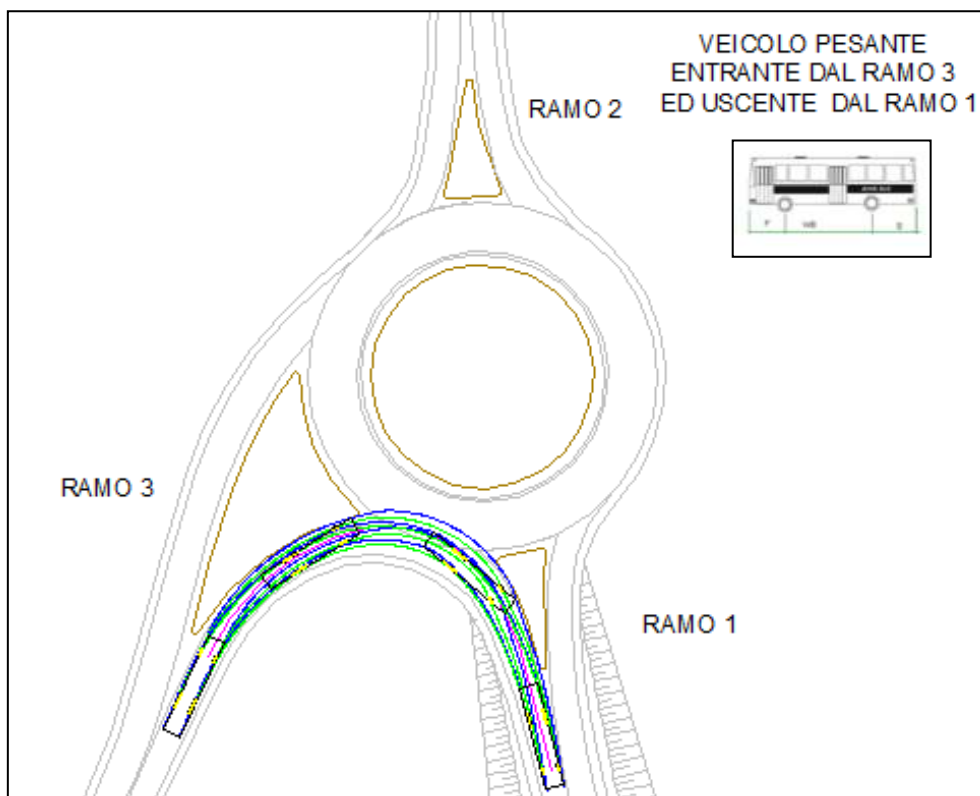 VEICOLO PESANTE
ENTRANTE DAL RAMO 3
ED USCENTE DAL RAMO 1
RAMO 2
RAMO 3
RAMO 1